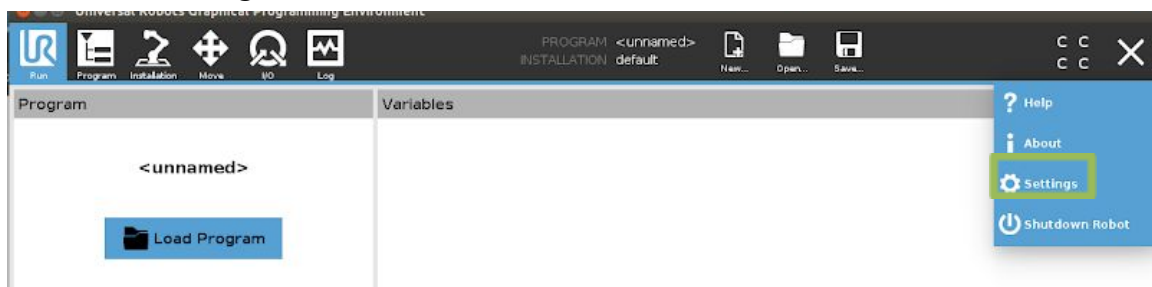 Universal Robots Graphical Programming Environment
PROGRAM <unnamed>
INSTALLATION default
Run Program Installation Move I/O Log
New... Open... Save...
C C
C C
Program
Variables
<unnamed>
Load Program
? Help
i About
Settings
Shutdown Robot